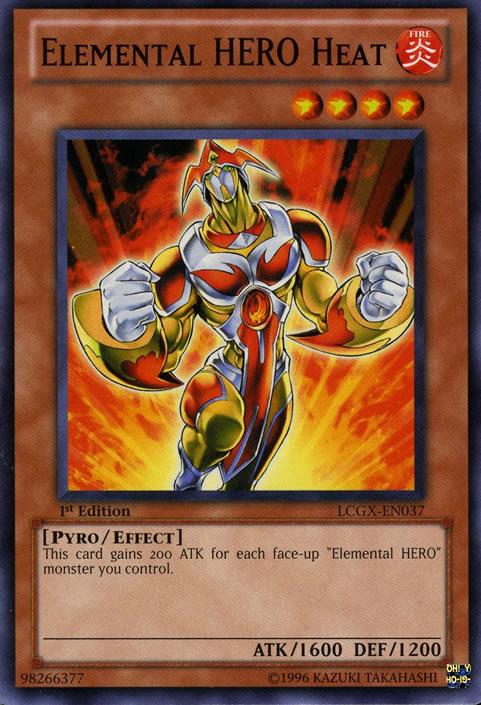 Elemental HERO Heat
FIRE
炎
1st Edition
LCGX-EN037
[Pyro/Effect]
This card gains 200 ATK for each face-up "Elemental HERO"
monster you control.
ATK/1600 DEF/1200
98266377
©1996 KAZUKI TAKAHASHI